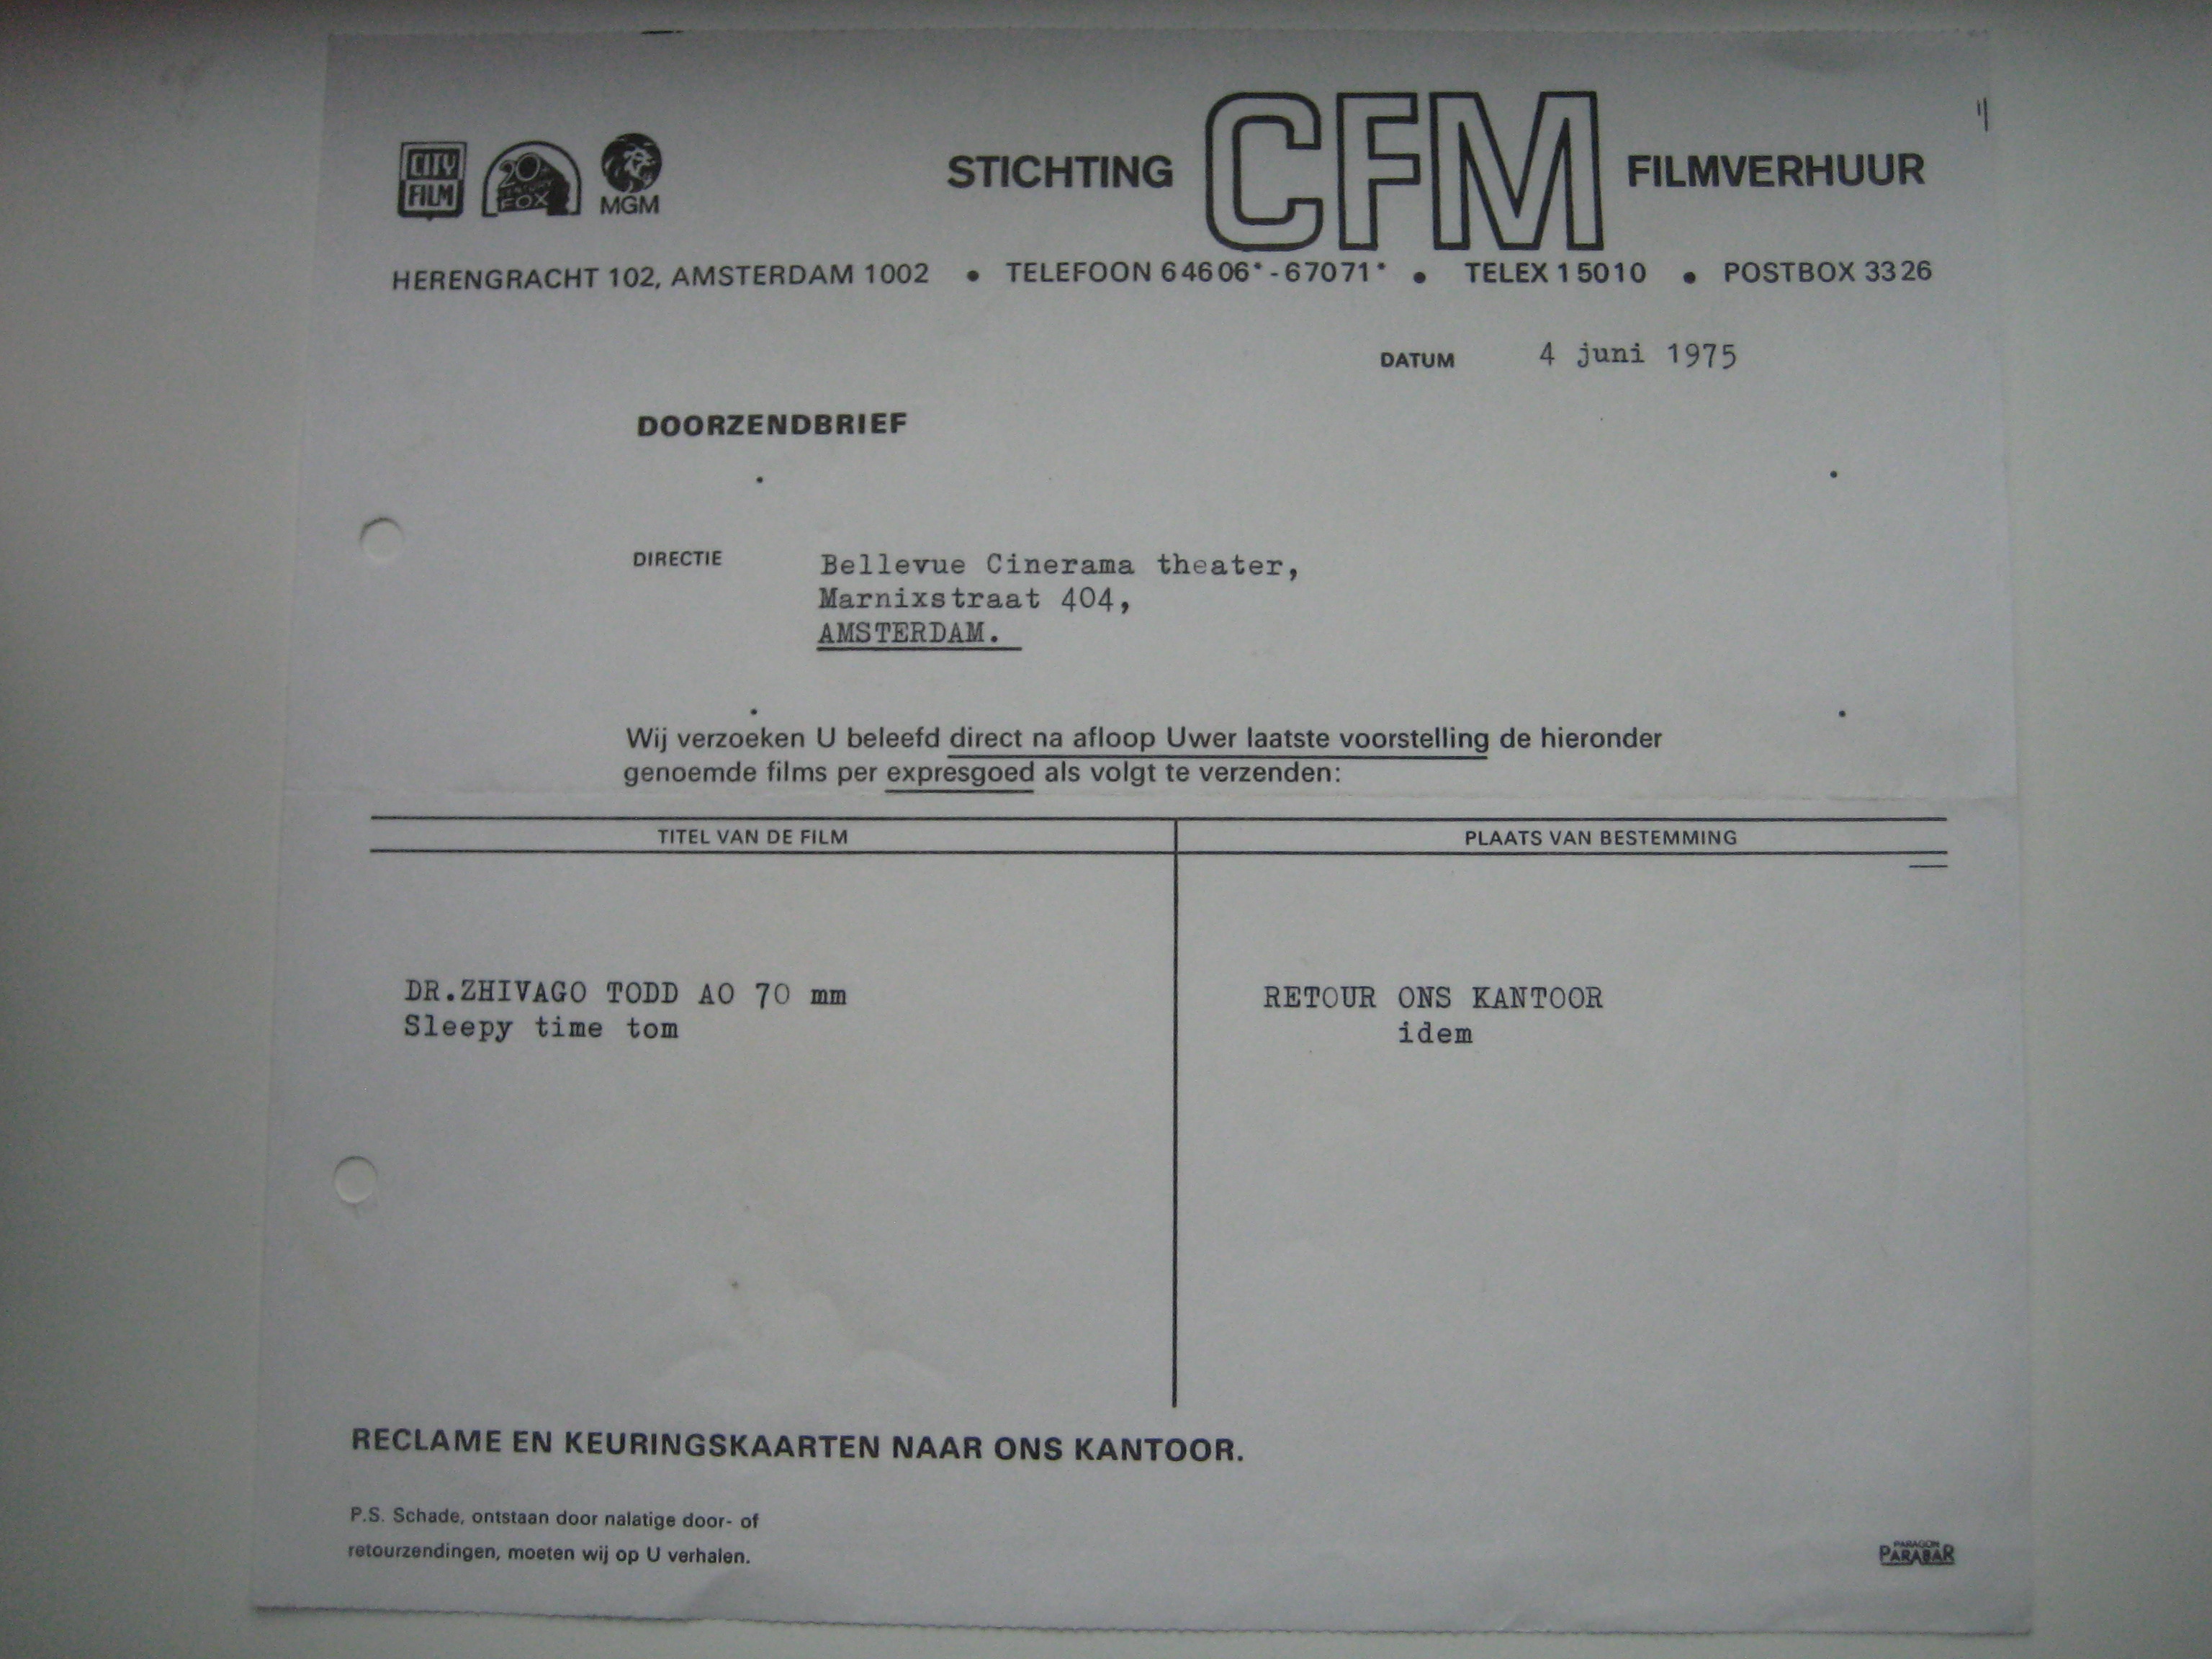 CITY
FILM
20th
CENTURY
FOX
MGM
STICHTING CFM FILMVERHUUR
HERENGRACHT 102, AMSTERDAM 1002 • TELEFOON 64606* - 67071* • TELEX 15010 • POSTBOX 3326
DATUM 4 juni 1975
DOORZENDBRIEF
DIRECTIE Bellevue Cinerama theater,
Marnixstraat 404,
AMSTERDAM.
Wij verzoeken U beleefd direct na afloop Uwer laatste voorstelling de hieronder
genoemde films per expresgoed als volgt te verzenden:
TITEL VAN DE FILM PLAATS VAN BESTEMMING
DR.ZHIVAGO TODD AO 70 mm RETOUR ONS KANTOOR
Sleepy time tom idem
RECLAME EN KEURINGSKAARTEN NAAR ONS KANTOOR.
P.S. Schade, ontstaan door nalatige door- of
retourzendingen, moeten wij op U verhalen.
PARAGON
PARABAR